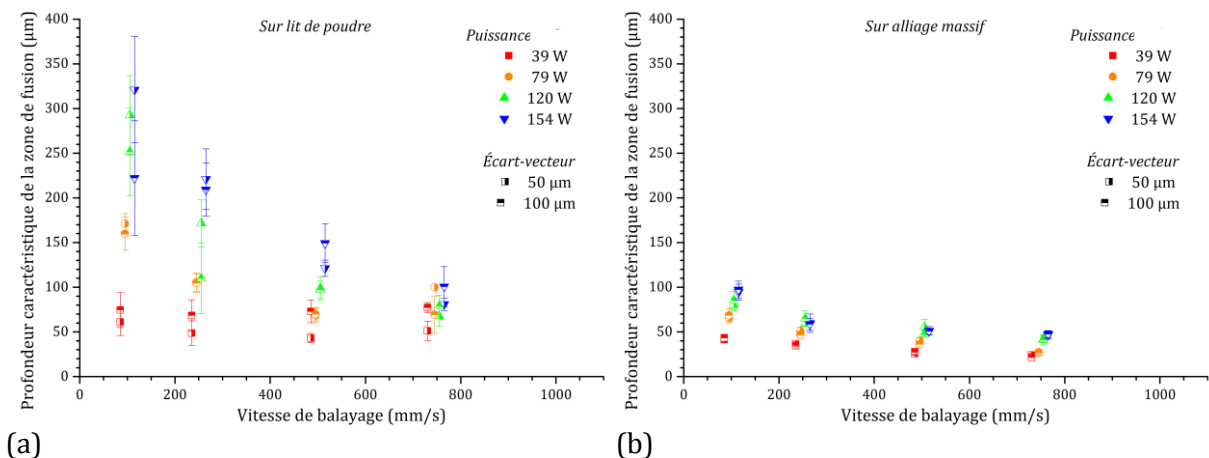 Sur lit de poudre
Puissance
39 W
79 W
120 W
154 W
Écart-vecteur
50 μm
100 μm
Profondeur caractéristique de la zone de fusion (μm)
400
350
300
250
200
150
100
50
0
0 200 400 600 800 1000
Vitesse de balayage (mm/s)
(a)
Sur alliage massif
Puissance
39 W
79 W
120 W
154 W
Écart-vecteur
50 μm
100 μm
Profondeur caractéristique de la zone de fusion (μm)
400
350
300
250
200
150
100
50
0
0 200 400 600 800 1000
Vitesse de balayage (mm/s)
(b)